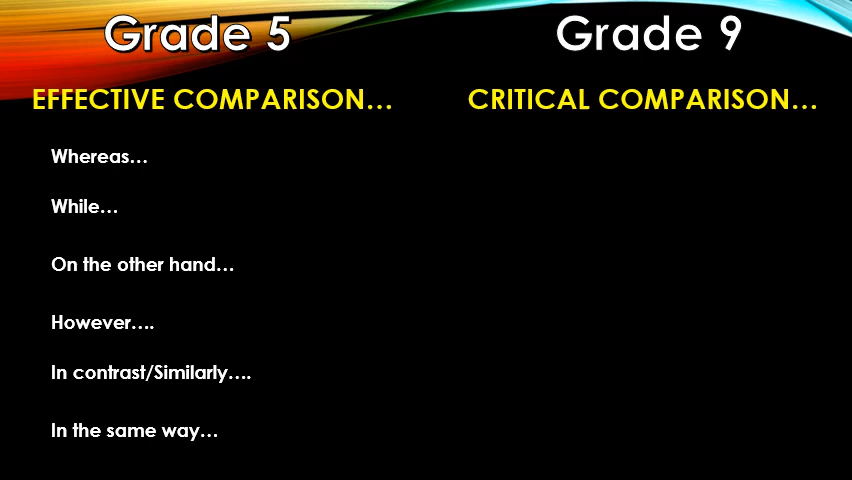 Grade 5
Grade 9
EFFECTIVE COMPARISON…
CRITICAL COMPARISON…
Whereas…
While…
On the other hand…
However….
In contrast/Similarly….
In the same way…